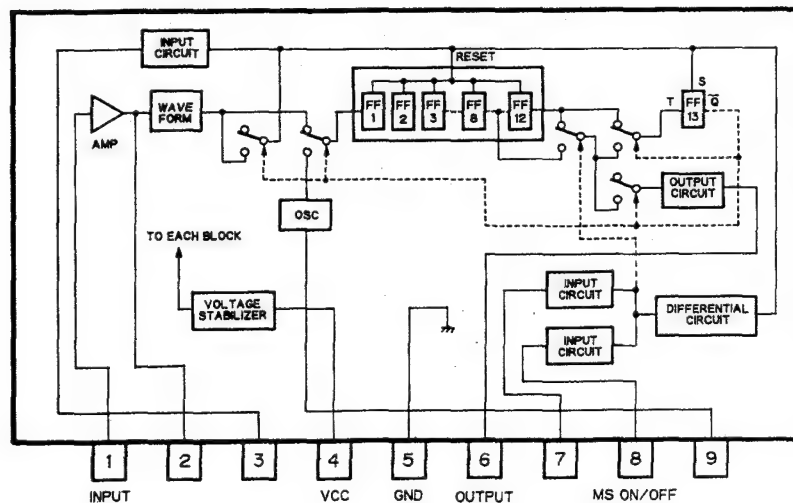 INPUT
CIRCUIT
RESET
S
AMP
WAVE
FORM
FF
1
FF
2
FF
3
FF
8
FF
12
T
FF
13
Q̅
OSC
OUTPUT
CIRCUIT
TO EACH BLOCK
VOLTAGE
STABILIZER
INPUT
CIRCUIT
INPUT
CIRCUIT
DIFFERENTIAL
CIRCUIT
1
2
3
4
5
6
7
8
9
INPUT
VCC
GND
OUTPUT
MS ON/OFF